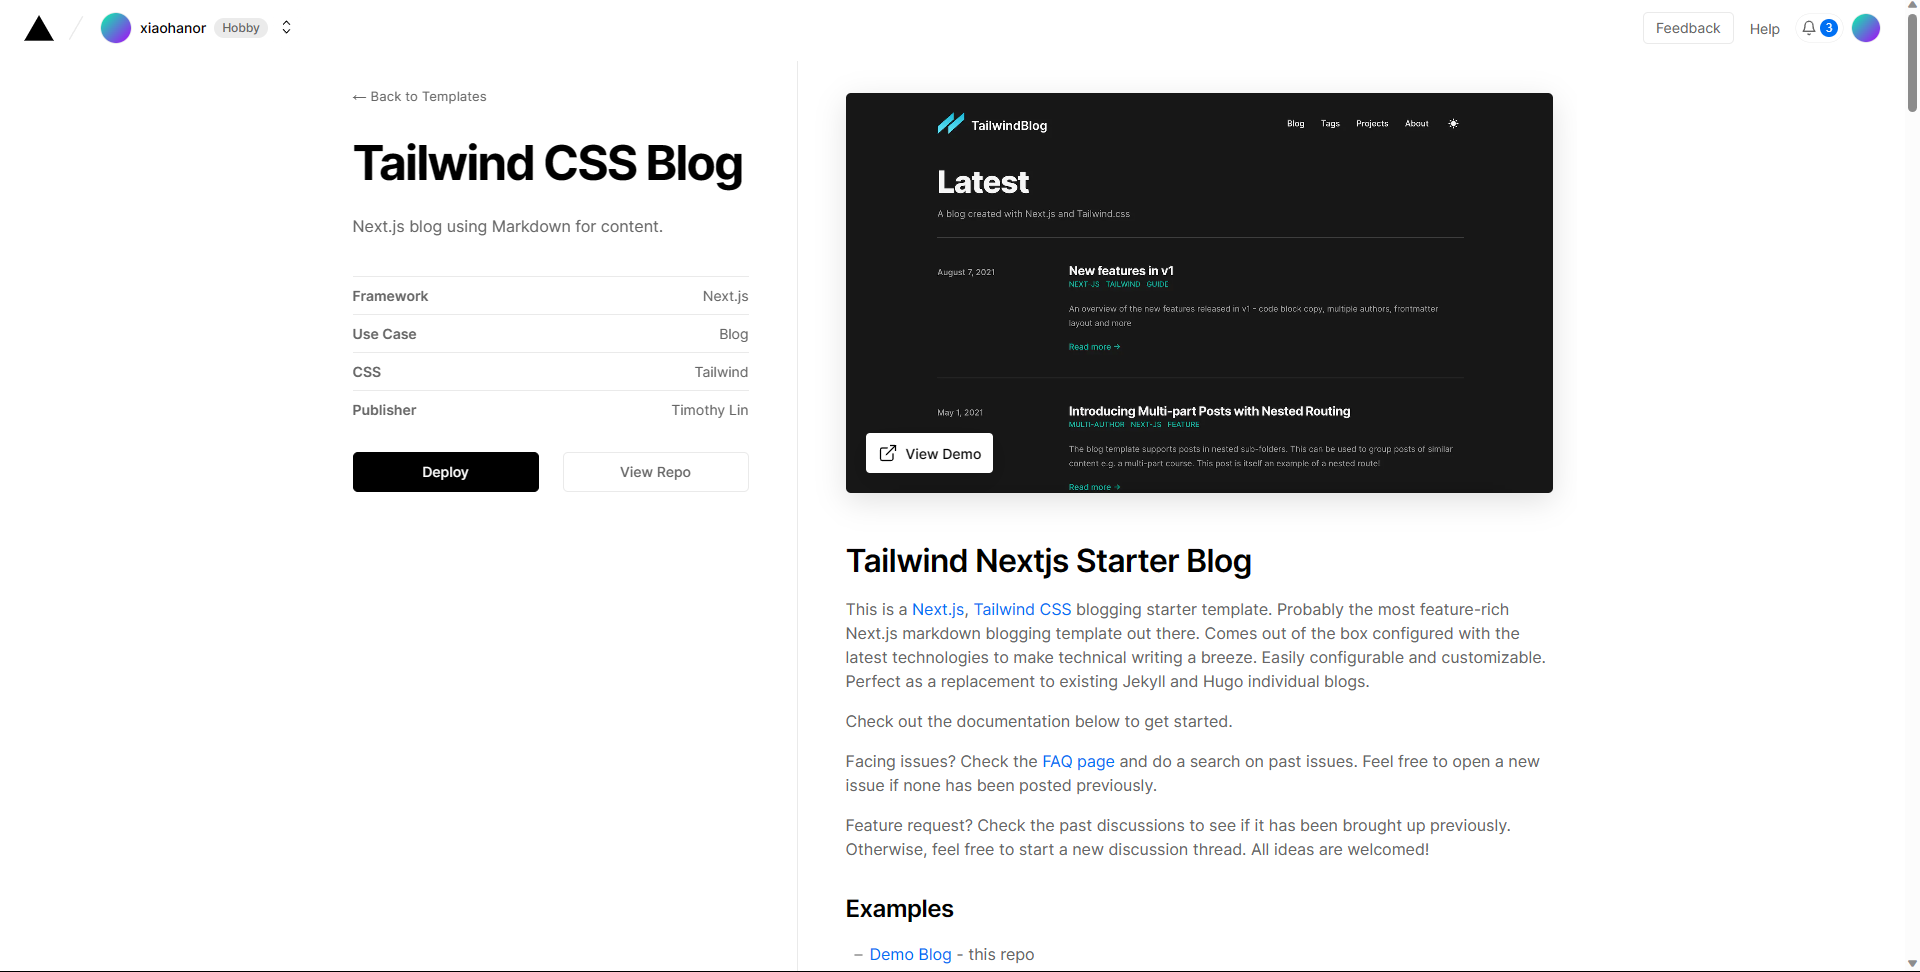 xiaohanor Hobby
Feedback Help 3
← Back to Templates
Tailwind CSS Blog
Next.js blog using Markdown for content.
Framework Next.js
Use Case Blog
CSS Tailwind
Publisher Timothy Lin
Deploy View Repo
TailwindBlog Blog Tags Projects About
Latest
A blog created with Next.js and Tailwind.css
August 7, 2021 New features in v1
NEXT-JS TAILWIND GUIDE
An overview of the new features released in v1 - code block copy, multiple authors, frontmatter
layout and more
Read more →
May 1, 2021 Introducing Multi-part Posts with Nested Routing
MULTI-AUTHOR NEXT-JS FEATURE
The blog template supports posts in nested sub-folders. This can be used to group posts of similar
content e.g. a multi-part course. This post is itself an example of a nested route!
Read more →
View Demo
Tailwind Nextjs Starter Blog
This is a Next.js, Tailwind CSS blogging starter template. Probably the most feature-rich
Next.js markdown blogging template out there. Comes out of the box configured with the
latest technologies to make technical writing a breeze. Easily configurable and customizable.
Perfect as a replacement to existing Jekyll and Hugo individual blogs.
Check out the documentation below to get started.
Facing issues? Check the FAQ page and do a search on past issues. Feel free to open a new
issue if none has been posted previously.
Feature request? Check the past discussions to see if it has been brought up previously.
Otherwise, feel free to start a new discussion thread. All ideas are welcomed!
Examples
– Demo Blog - this repo